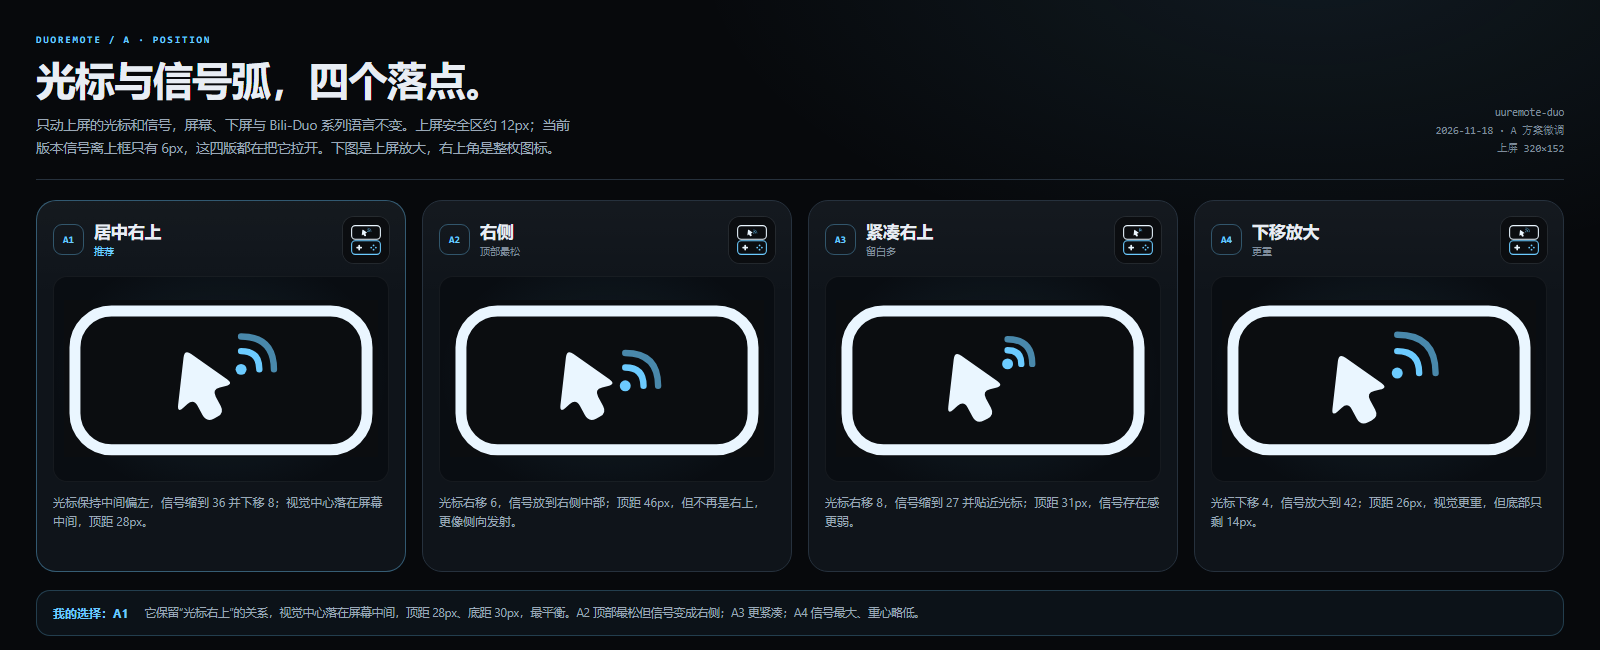 DUOREMOTE / A · POSITION
光标与信号弧，四个落点。
只动上屏的光标和信号，屏幕、下屏与 Bili-Duo 系列语言不变。上屏安全区约 12px；当前
版本信号离上框只有 6px，这四版都在把它拉开。下图是上屏放大，右上角是整枚图标。
uuremote-duo
2026-11-18 · A 方案微调
上屏 320×152
A1
居中右上
推荐
光标保持中间偏左，信号缩到 36 并下移 8；视觉中心落在屏幕
中间，顶距 28px。
A2
右侧
顶部最松
光标右移 6，信号放到右侧中部；顶距 46px，但不再是右上，
更像侧向发射。
A3
紧凑右上
留白多
光标右移 8，信号缩到 27 并贴近光标；顶距 31px，信号存在感
更弱。
A4
下移放大
更重
光标下移 4，信号放大到 42；顶距 26px，视觉更重，但底部只
剩 14px。
我的选择：A1 它保留“光标右上”的关系，视觉中心落在屏幕中间，顶距 28px、底距 30px，最平衡。A2 顶部最松但信号变成右侧；A3 更紧凑；A4 信号最大、重心略低。